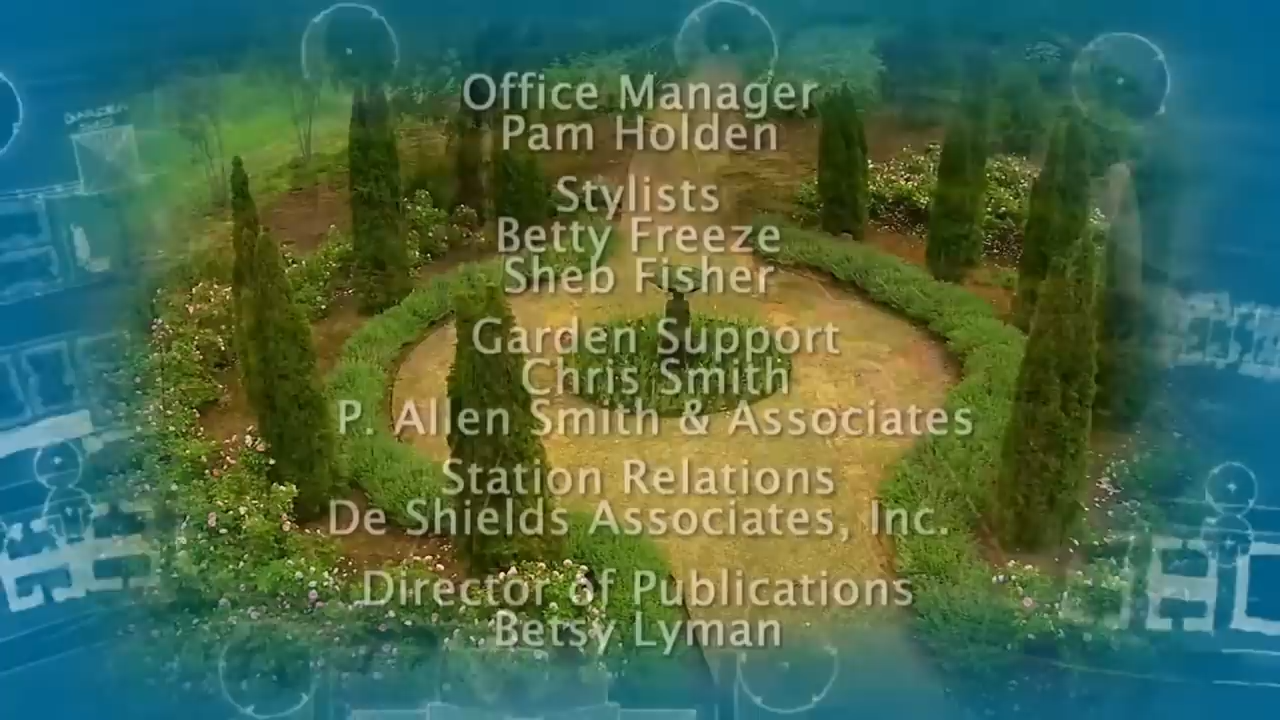 Office Manager
Pam Holden
Stylists
Betty Freeze
Sheb Fisher
Garden Support
Chris Smith
P. Allen Smith & Associates
Station Relations
De Shields Associates, Inc.
Director of Publications
Betsy Lyman